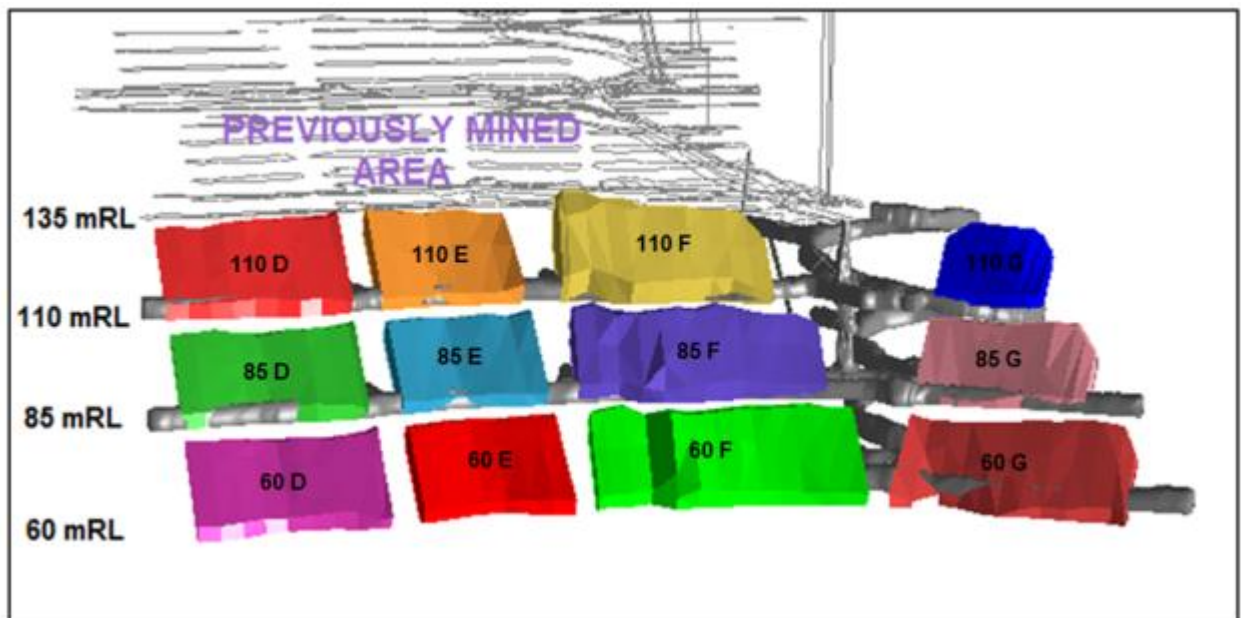 PREVIOUSLY MINED
AREA
135 mRL
110 D
110 E
110 F
110 G
110 mRL
85 D
85 E
85 F
85 G
85 mRL
60 D
60 E
60 F
60 G
60 mRL